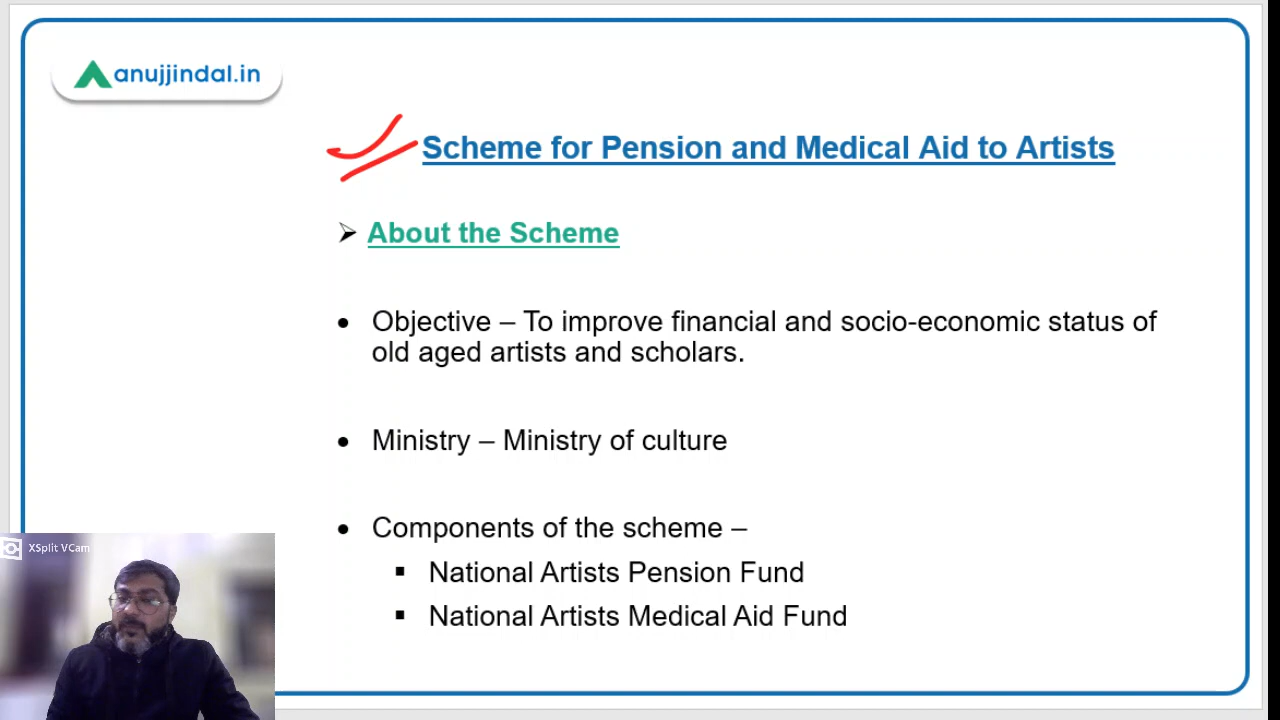 anujjindal.in
Scheme for Pension and Medical Aid to Artists
➢ About the Scheme
• Objective – To improve financial and socio-economic status of
old aged artists and scholars.
• Ministry – Ministry of culture
• Components of the scheme –
▪ National Artists Pension Fund
▪ National Artists Medical Aid Fund
XSplit VCam